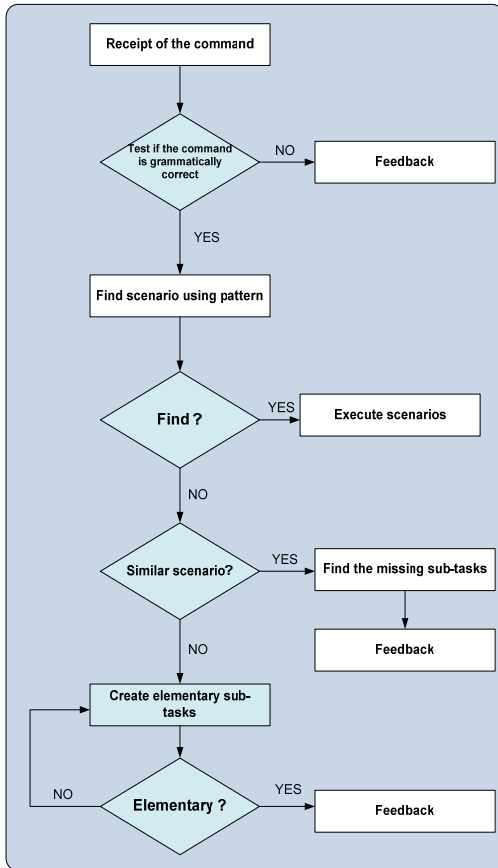 Receipt of the command
Test if the command
is grammatically
correct
NO
Feedback
YES
Find scenario using pattern
Find ?
YES
Execute scenarios
NO
Similar scenario?
YES
Find the missing sub-tasks
Feedback
NO
Create elementary sub-
tasks
NO
Elementary ?
YES
Feedback